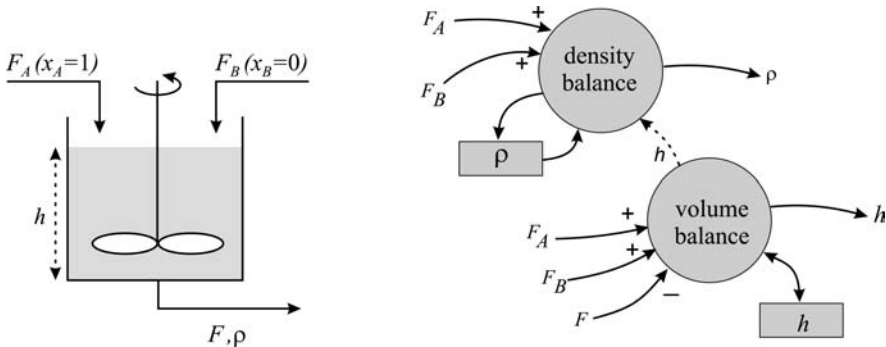 F_A (x_A=1)
F_B (x_B=0)
h
F,ρ
F_A
+
F_B
+
density
balance
ρ
ρ
h
F_A
+
F_B
+
F
−
volume
balance
h
h